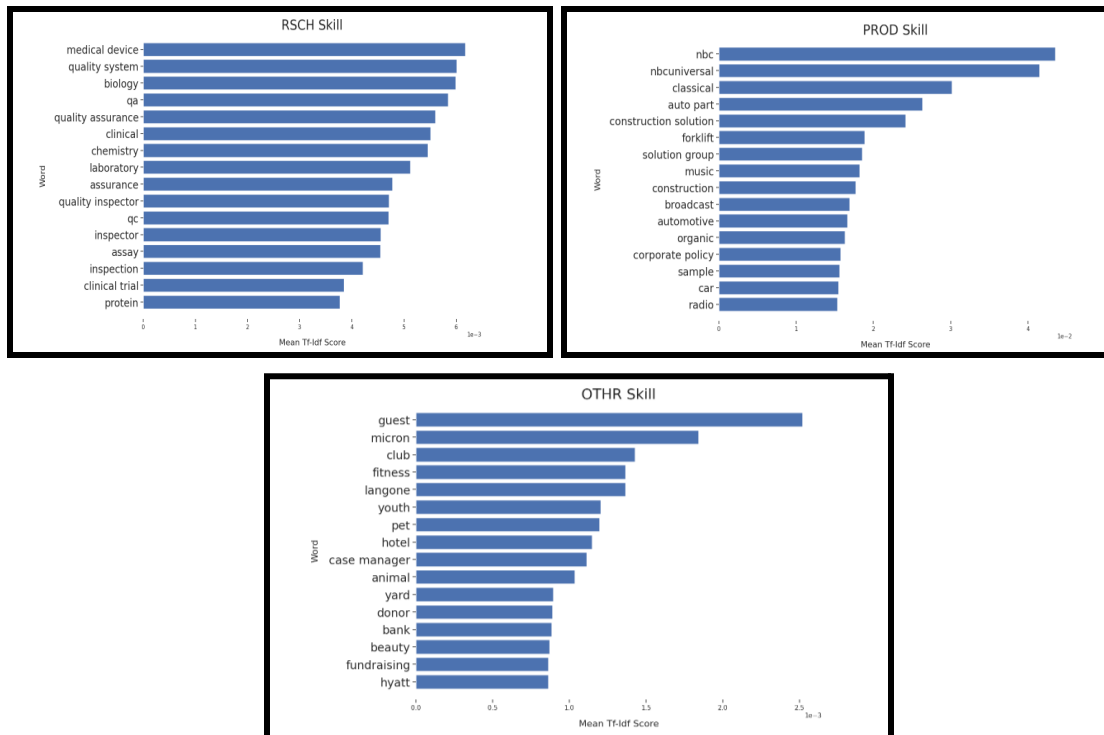 RSCH Skill
medical device
quality system
biology
qa
quality assurance
clinical
chemistry
laboratory
assurance
quality inspector
qc
inspector
assay
inspection
clinical trial
protein
Word
0 1 2 3 4 5 6
1e−3
Mean Tf-Idf Score
PROD Skill
nbc
nbcuniversal
classical
auto part
construction solution
forklift
solution group
music
construction
broadcast
automotive
organic
corporate policy
sample
car
radio
Word
0 1 2 3 4
1e−2
Mean Tf-Idf Score
OTHR Skill
guest
micron
club
fitness
langone
youth
pet
hotel
case manager
animal
yard
donor
bank
beauty
fundraising
hyatt
Word
0.0 0.5 1.0 1.5 2.0 2.5
1e−3
Mean Tf-Idf Score